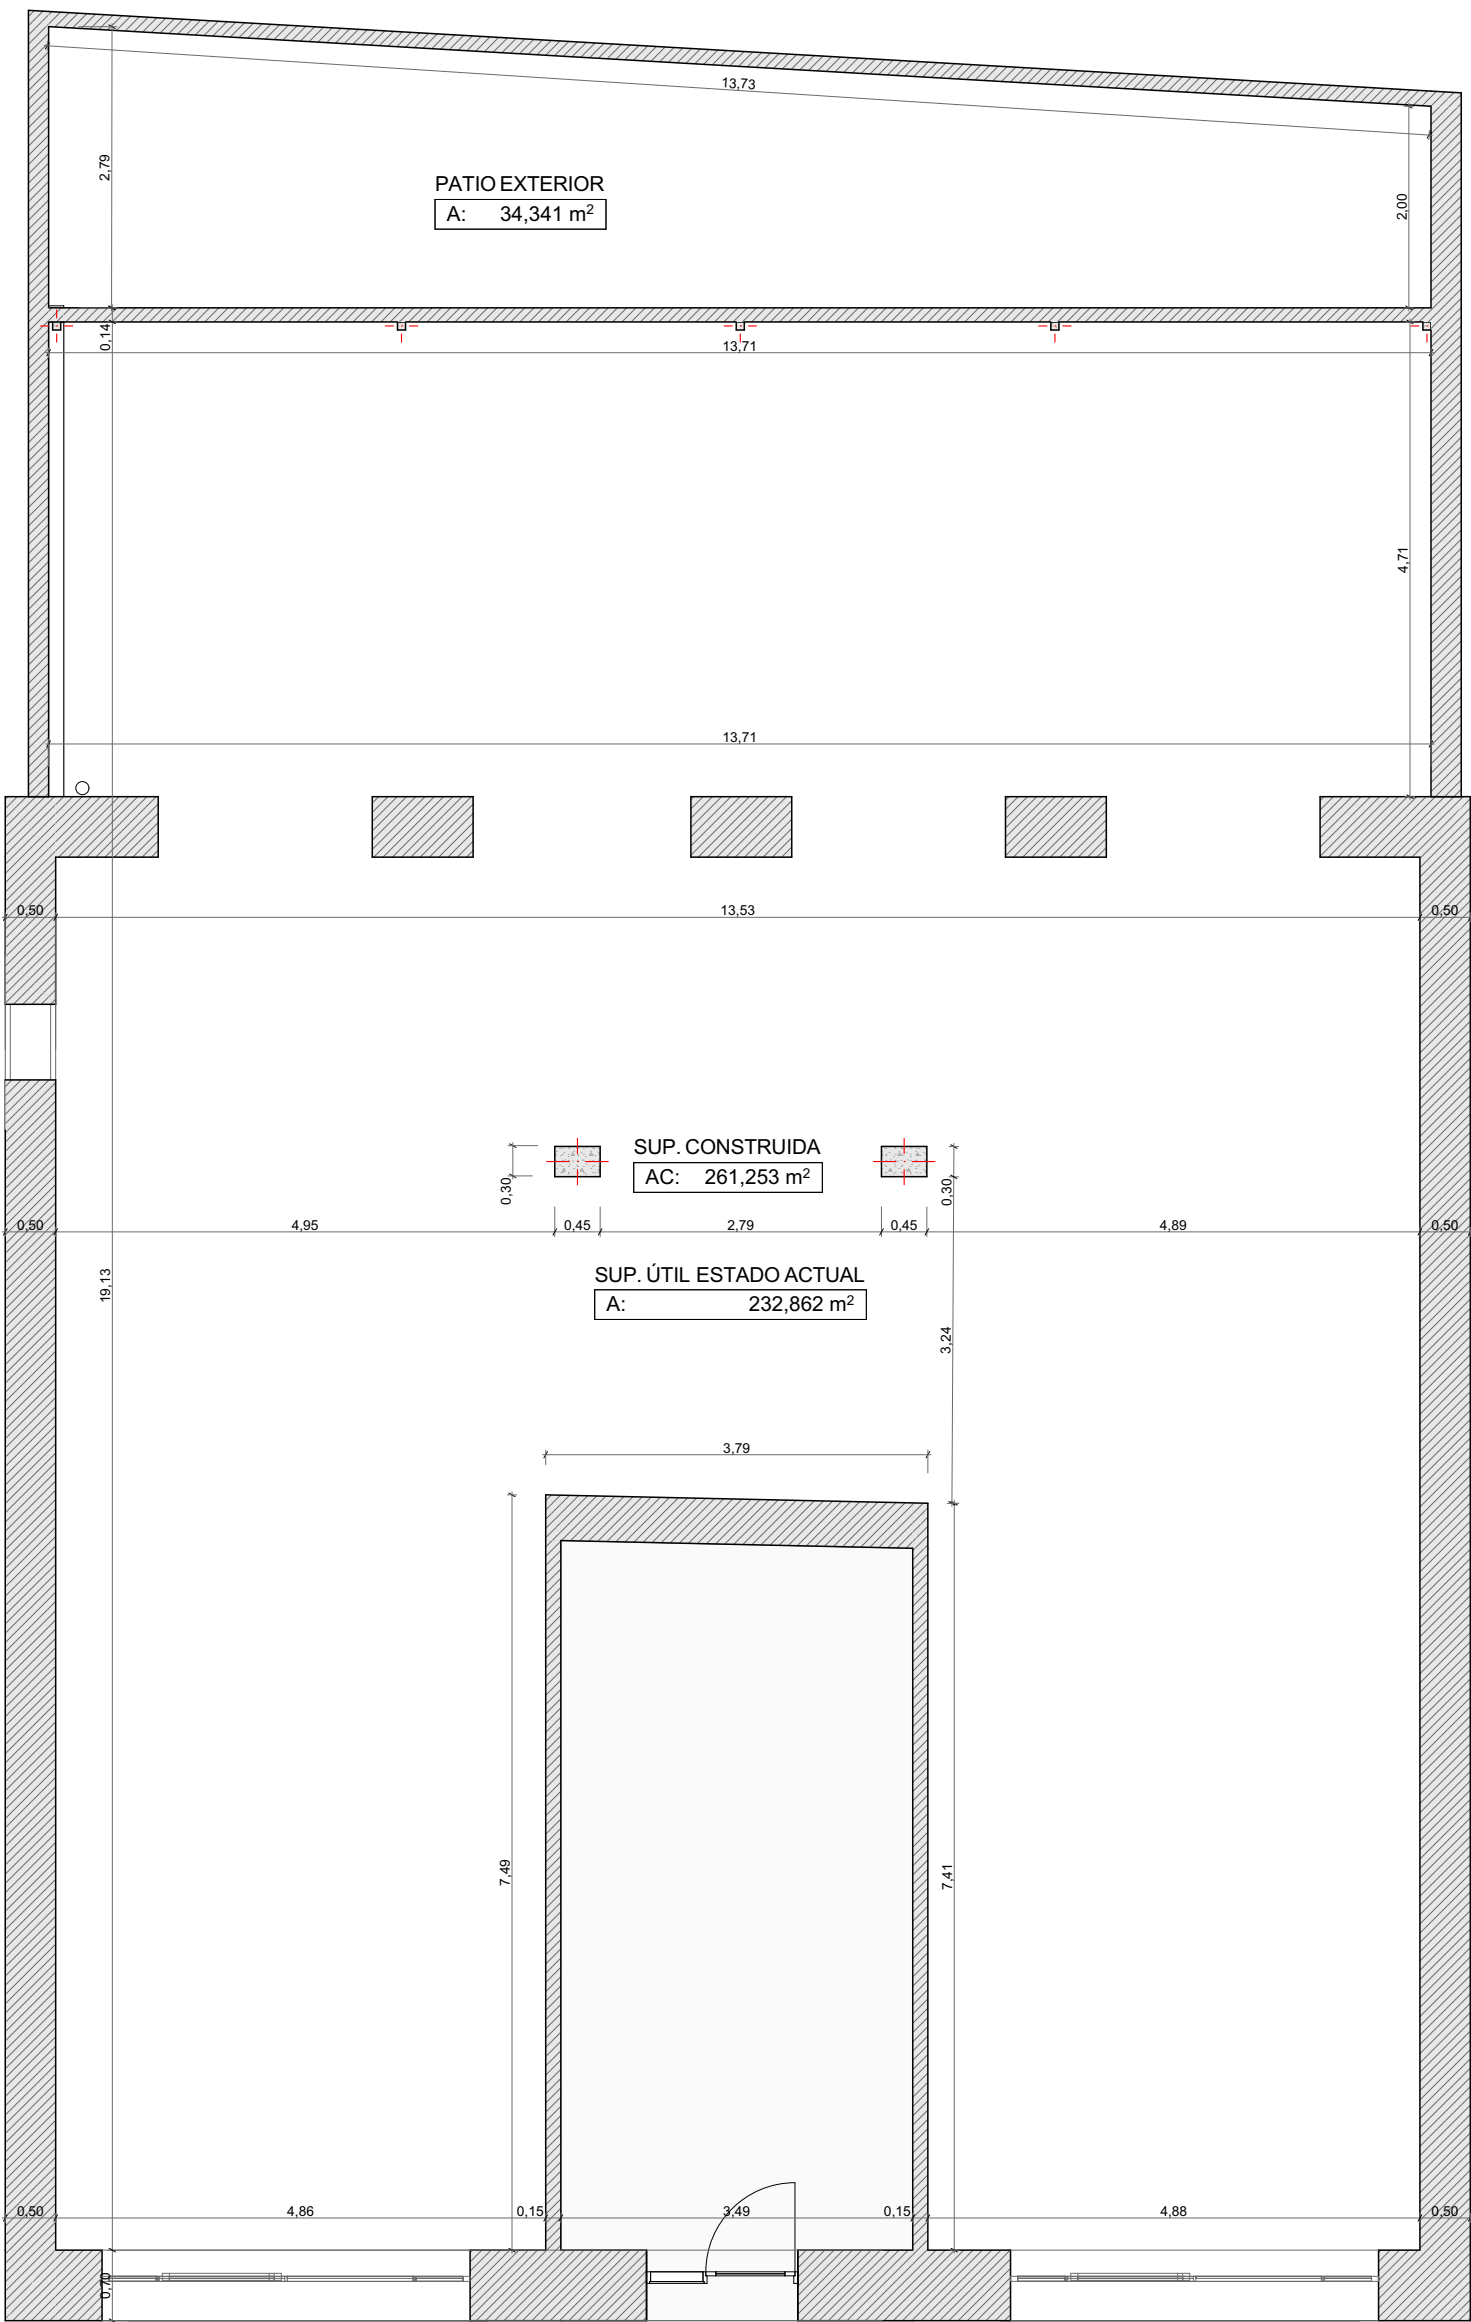 13,73
2,79
PATIO EXTERIOR
A: 34,341 m²
2,00
0,14
13,71
4,71
13,71
0,50 13,53 0,50
SUP. CONSTRUIDA
AC: 261,253 m²
0,30 0,30
0,50 4,95 0,45 2,79 0,45 4,89 0,50
SUP. ÚTIL ESTADO ACTUAL
A: 232,862 m²
19,13
3,24
3,79
7,49 7,41
0,50 4,86 0,15 3,49 0,15 4,88 0,50
0,70